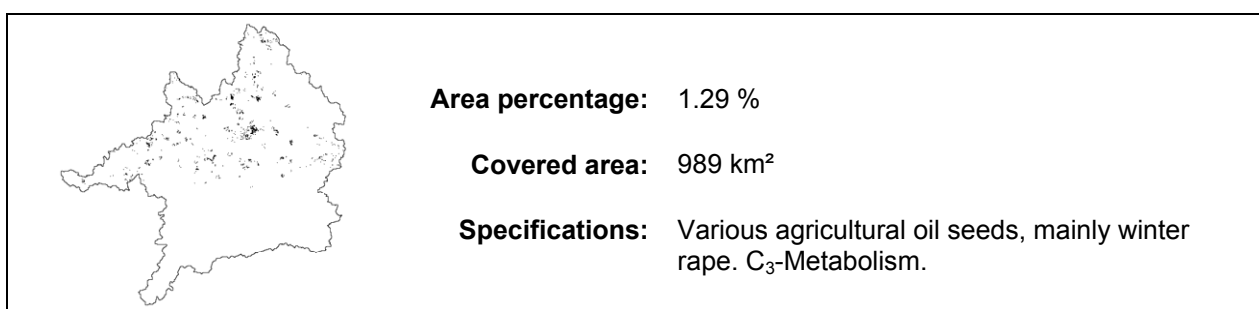 Area percentage: 1.29 %
Covered area: 989 km²
Specifications: Various agricultural oil seeds, mainly winter
rape. C₃-Metabolism.